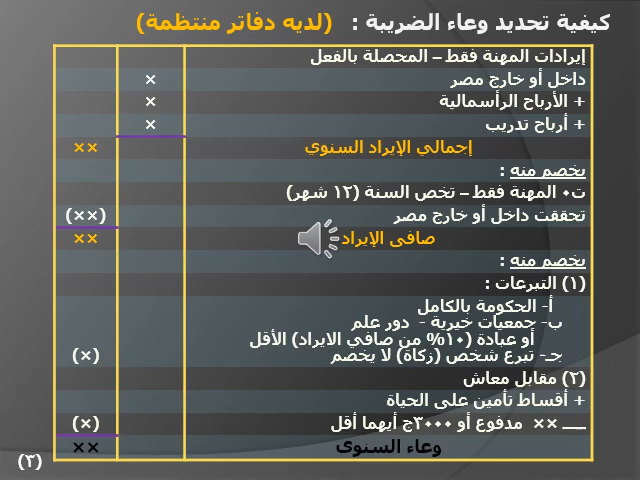 كيفية تحديد وعاء الضريبة : (لديه دفاتر منتظمة)
إيرادات المهنة فقط – المحصلة بالفعل
داخل أو خارج مصر ×
+ الأرباح الرأسمالية ×
+ أرباح تدريب ×
إجمالي الإيراد السنوي ××
يخصم منه :
ت٠ المهنة فقط – تخص السنة (١٢ شهر)
تحققت داخل أو خارج مصر (××)
صافى الإيراد ××
يخصم منه :
(١) التبرعات :
أ- الحكومة بالكامل
ب- جمعيات خيرية - دور علم
أو عبادة (١٠% من صافي الايراد) الأقل
جـ- تبرع شخص (زكاة) لا يخصم (×)
(٢) مقابل معاش
+ أقساط تأمين على الحياة
ــــ ×× مدفوع أو ٣٠٠٠ج أيهما أقل (×)
وعاء السنوى ××
(٣)